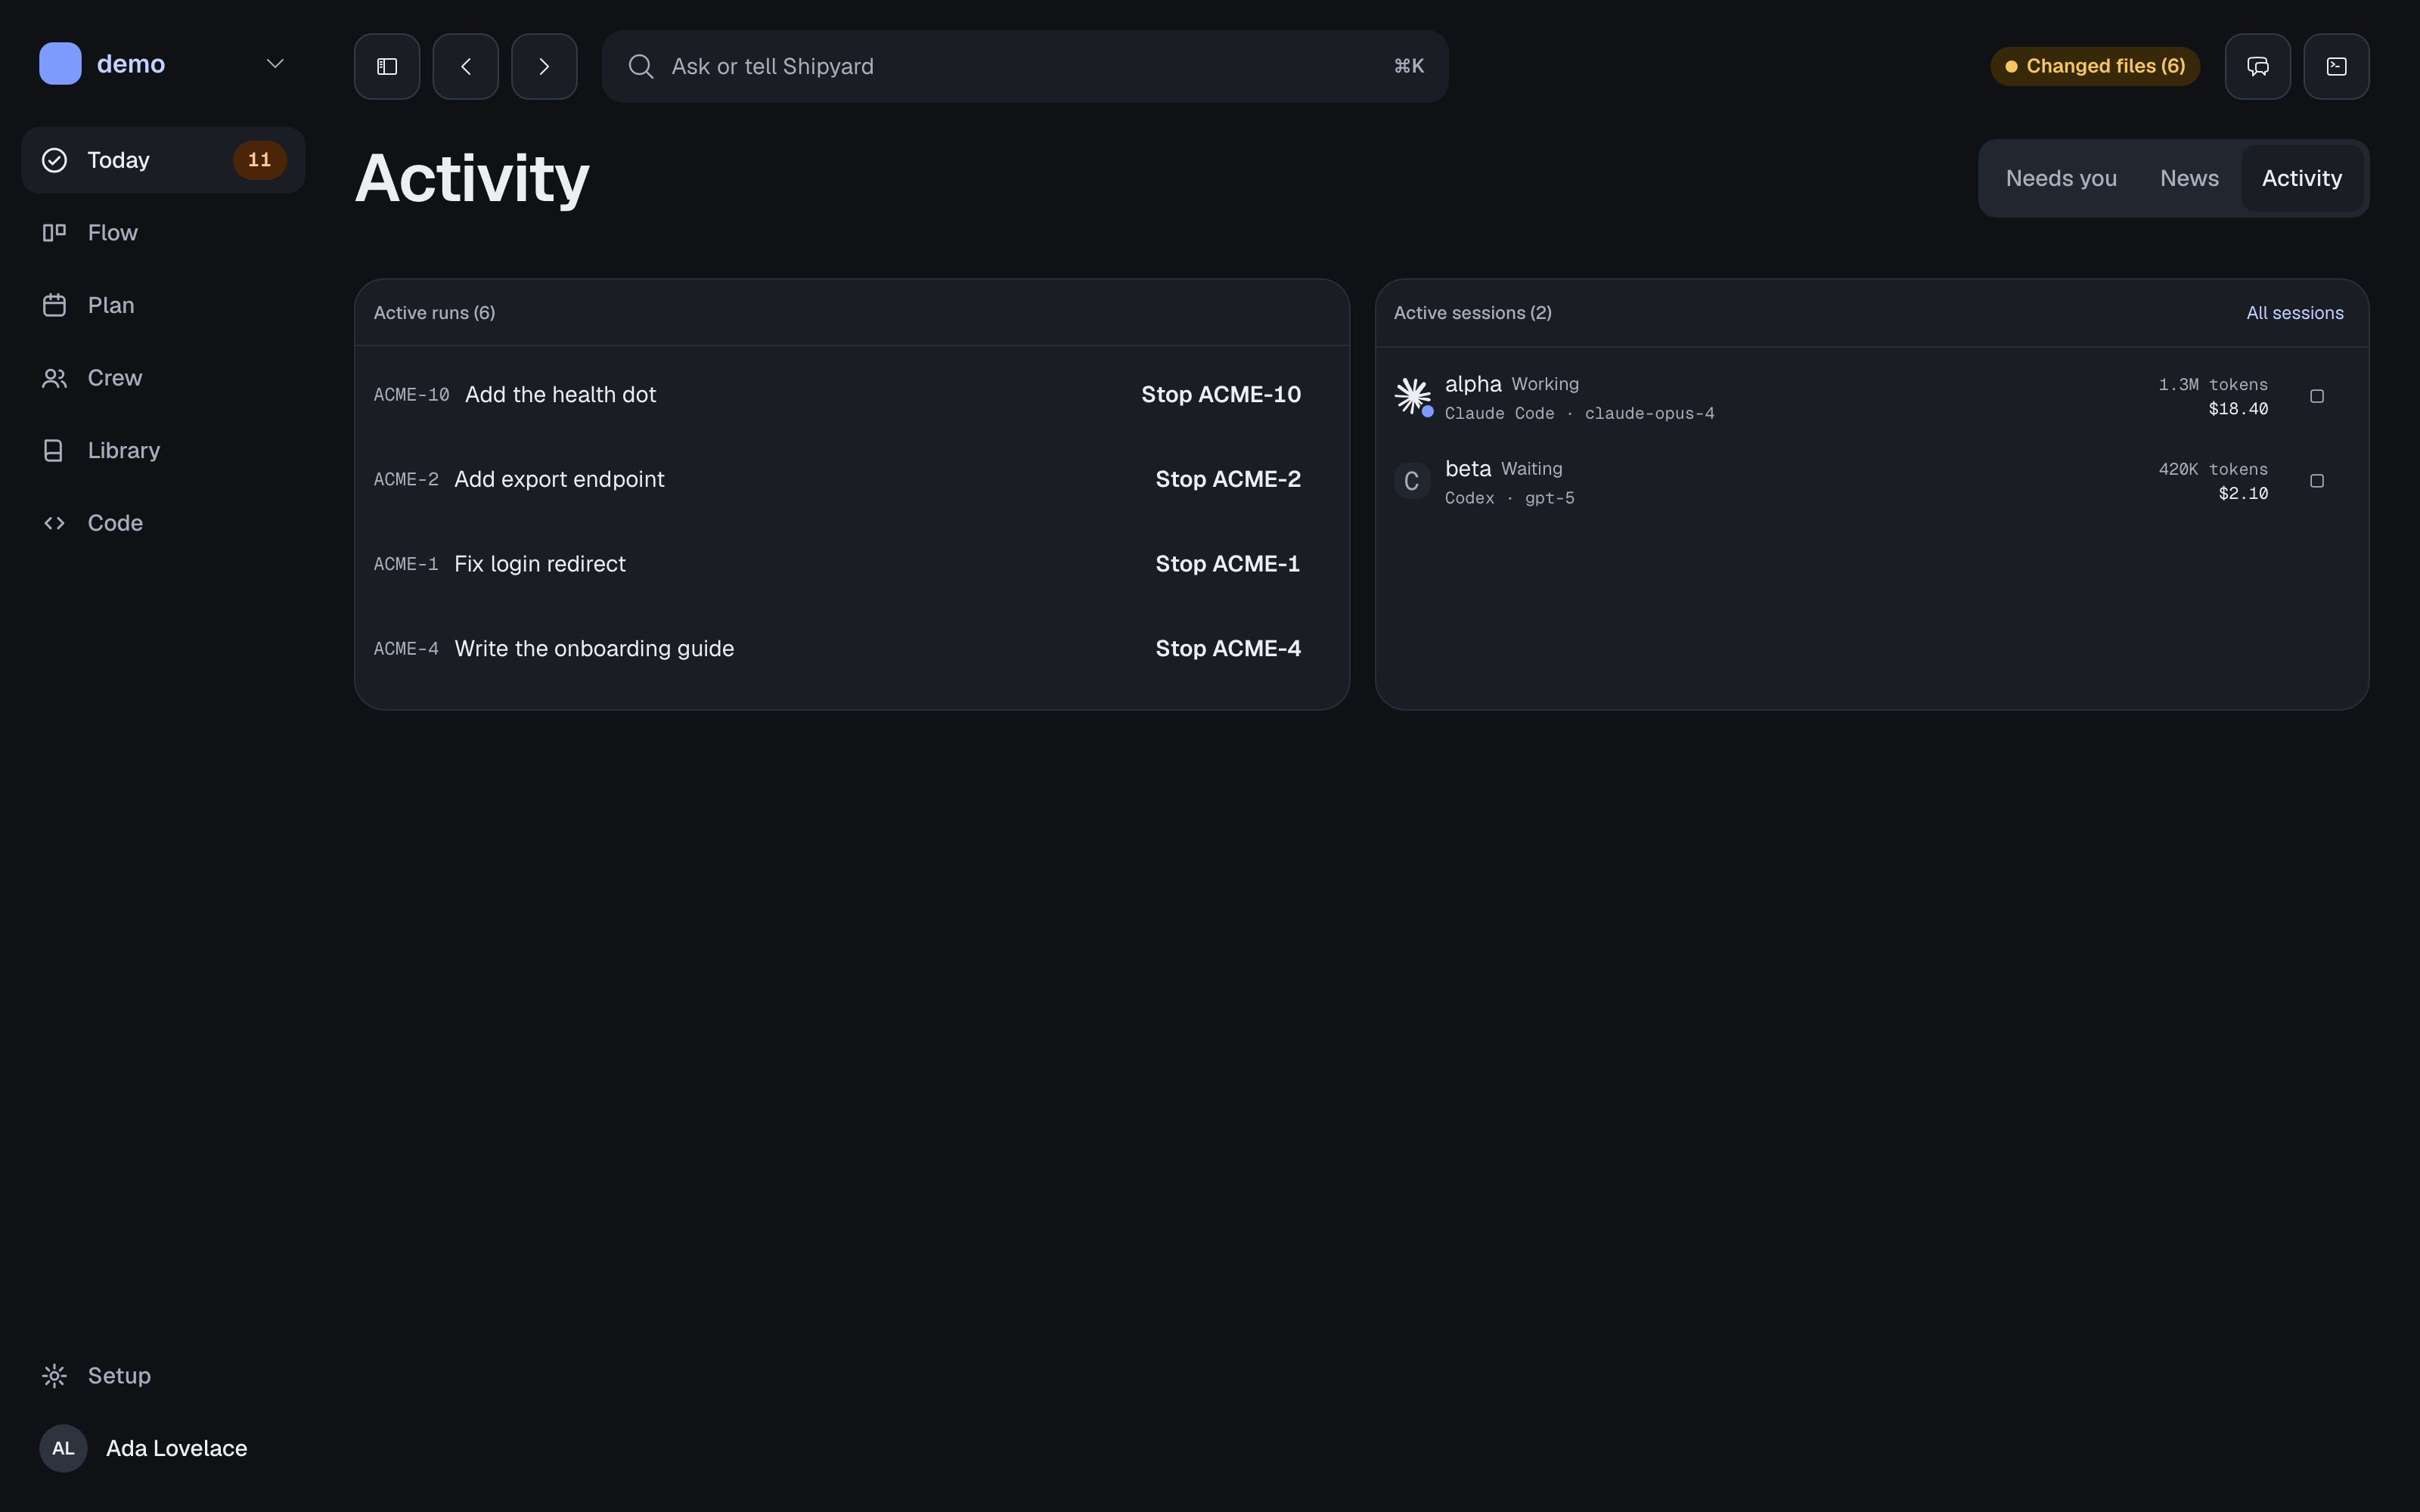 demo
Ask or tell Shipyard
⌘K
Changed files (6)
Today
11
Flow
Plan
Crew
Library
Code
Activity
Needs you
News
Activity
Active runs (6)
ACME-10 Add the health dot
Stop ACME-10
ACME-2 Add export endpoint
Stop ACME-2
ACME-1 Fix login redirect
Stop ACME-1
ACME-4 Write the onboarding guide
Stop ACME-4
Active sessions (2)
All sessions
alpha Working
Claude Code · claude-opus-4
1.3M tokens
$18.40
C
beta Waiting
Codex · gpt-5
420K tokens
$2.10
Setup
AL
Ada Lovelace